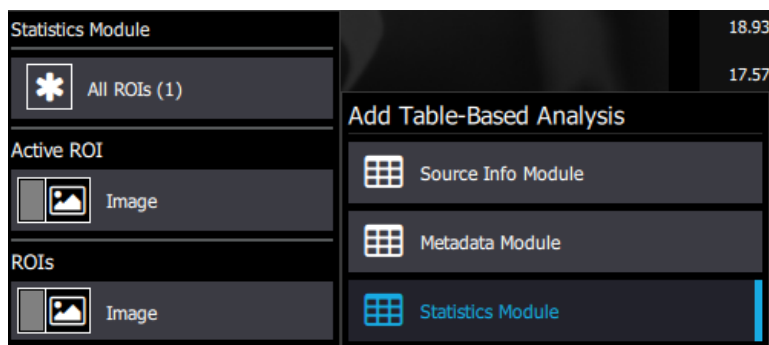 Statistics Module
All ROIs (1)
Active ROI
Image
ROIs
Image
18.93
17.57
Add Table-Based Analysis
Source Info Module
Metadata Module
Statistics Module